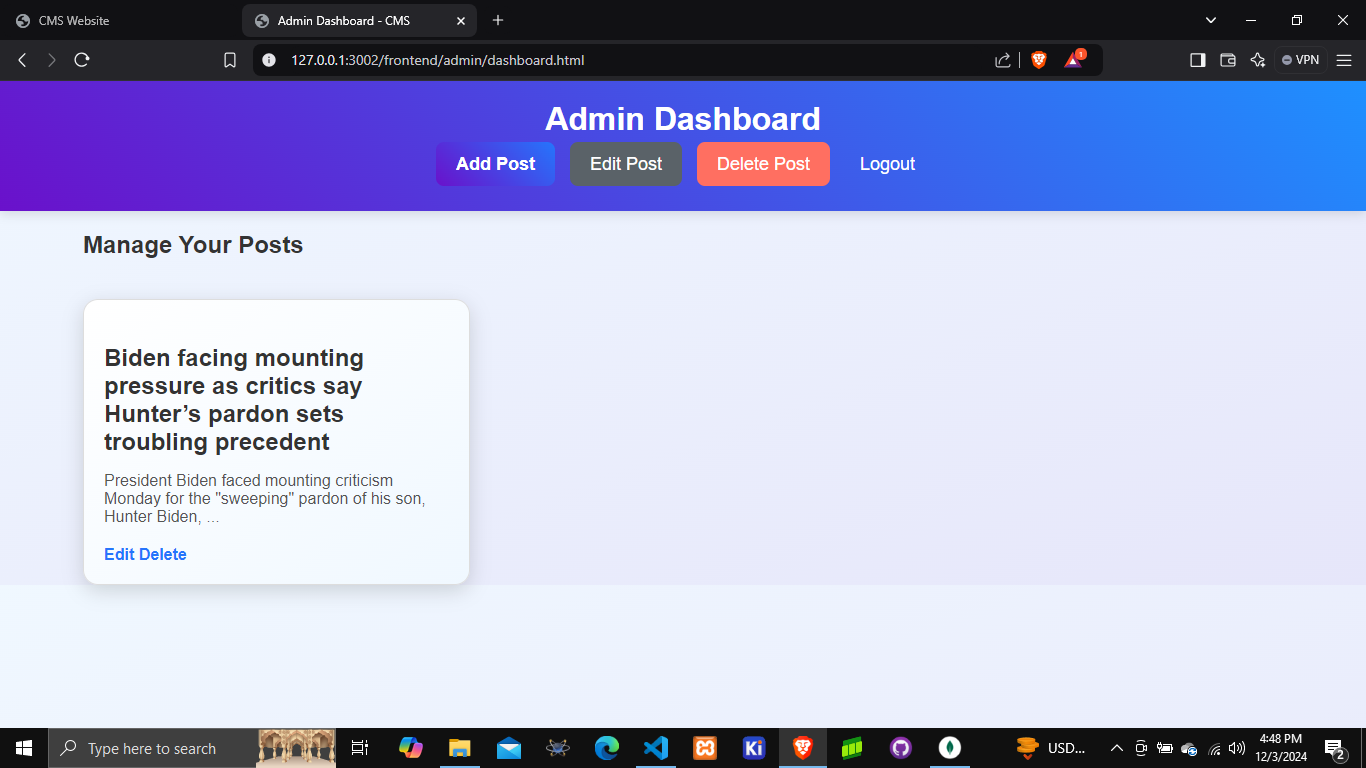 CMS Website
Admin Dashboard - CMS
127.0.0.1:3002/frontend/admin/dashboard.html
1
VPN
Admin Dashboard
Add Post Edit Post Delete Post Logout
Manage Your Posts
Biden facing mounting
pressure as critics say
Hunter’s pardon sets
troubling precedent
President Biden faced mounting criticism
Monday for the "sweeping" pardon of his son,
Hunter Biden, ...
Edit Delete
Type here to search
Ki
USD...
4:48 PM
12/3/2024
2